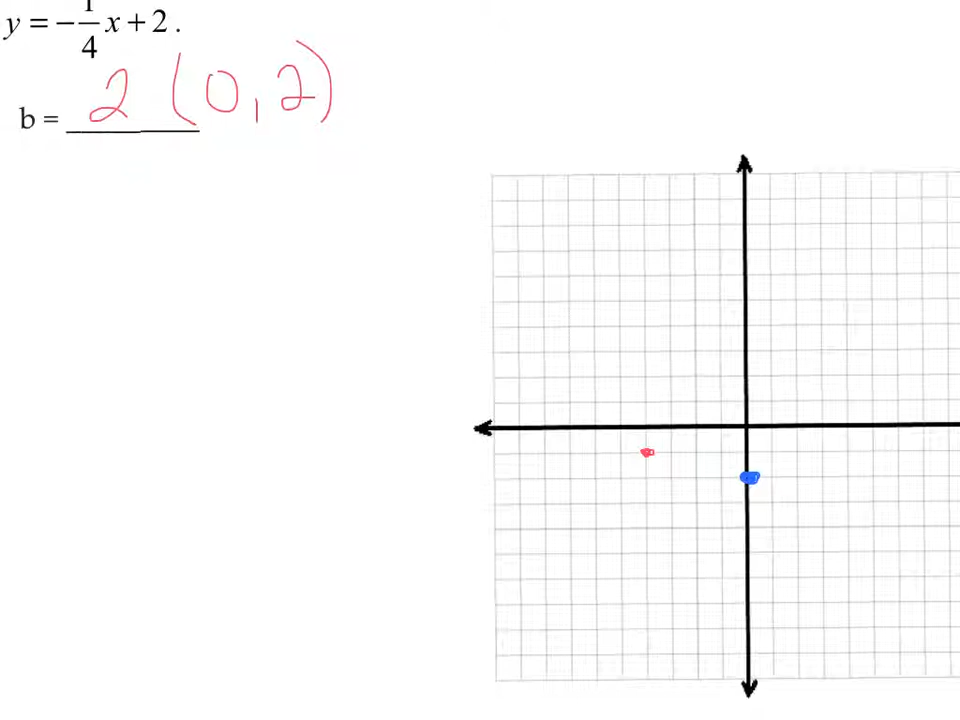 y = -1/4 x + 2.
b = 2 (0, 2)